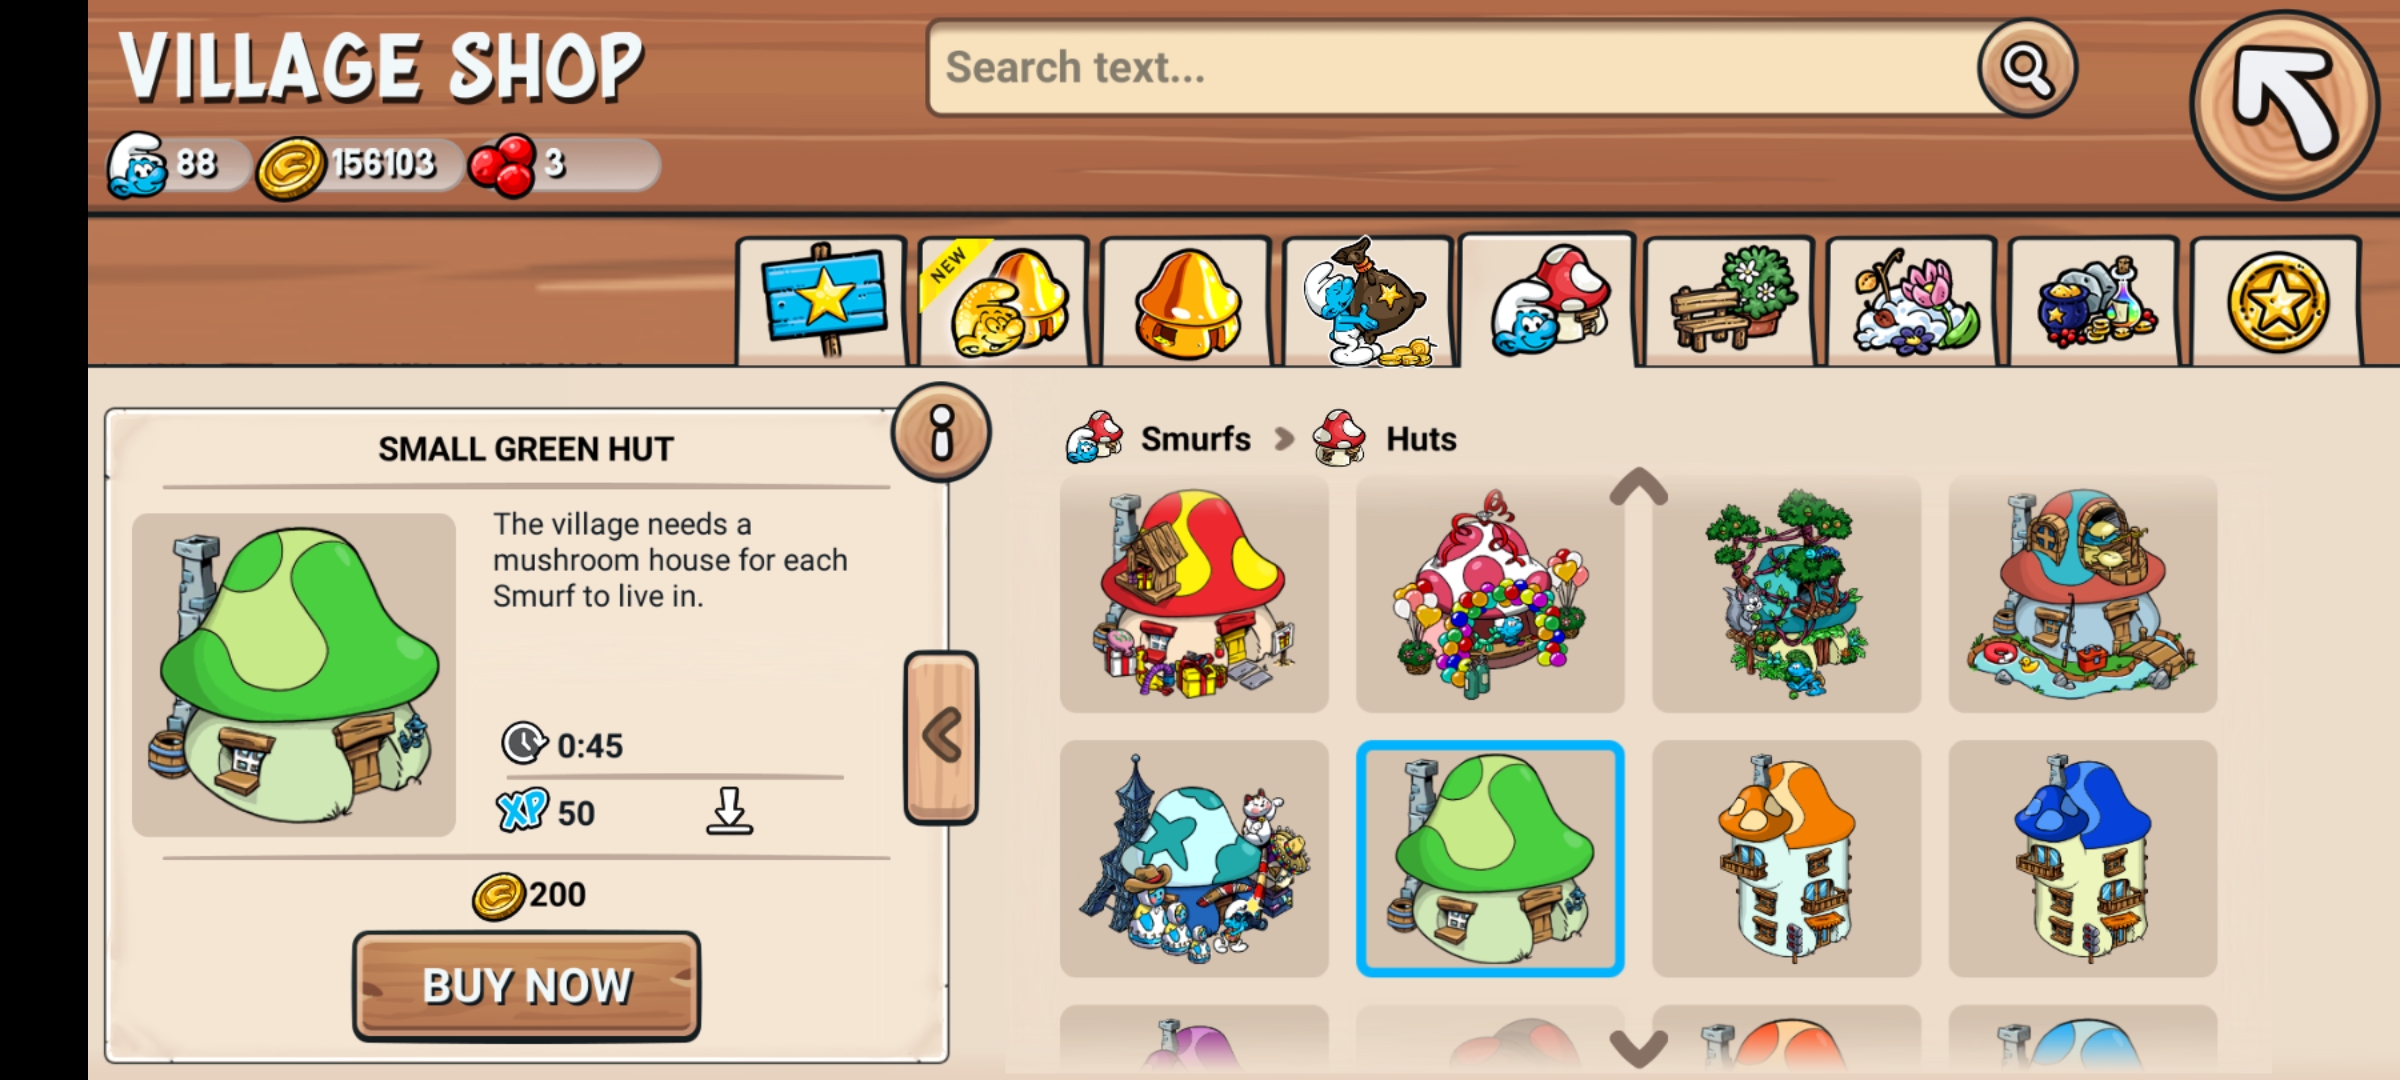 VILLAGE SHOP
Search text...
88
156103
3
NEW
SMALL GREEN HUT
The village needs a
mushroom house for each
Smurf to live in.
0:45
XP 50
200
BUY NOW
Smurfs
Huts